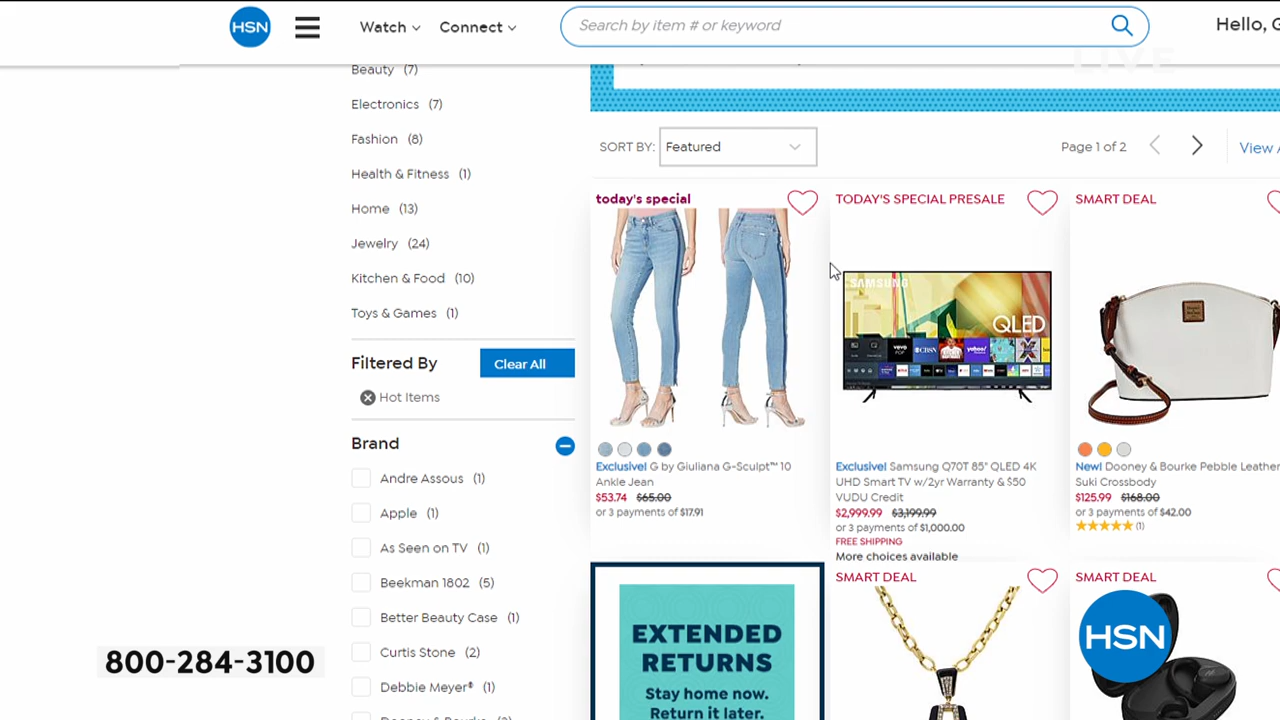 HSN
Watch
Connect
Search by item # or keyword
Hello, G
LIVE
Beauty (7)
Electronics (7)
Fashion (8)
Health & Fitness (1)
Home (13)
Jewelry (24)
Kitchen & Food (10)
Toys & Games (1)
Filtered By
Clear All
Hot Items
Brand
Andre Assous (1)
Apple (1)
As Seen on TV (1)
Beekman 1802 (5)
Better Beauty Case (1)
Curtis Stone (2)
Debbie Meyer® (1)
800-284-3100
SORT BY:
Featured
Page 1 of 2
View
today's special
Exclusive! G by Giuliana G-Sculpt™ 10
Ankle Jean
$53.74 $65.00
or 3 payments of $17.91
TODAY'S SPECIAL PRESALE
SAMSUNG
QLED
CBSN
yahoo!
Exclusive! Samsung Q70T 85" QLED 4K
UHD Smart TV w/2yr Warranty & $50
VUDU Credit
$2,999.99 $3,199.99
or 3 payments of $1,000.00
FREE SHIPPING
More choices available
SMART DEAL
New! Dooney & Bourke Pebble Leather
Suki Crossbody
$125.99 $168.00
or 3 payments of $42.00
(1)
EXTENDED
RETURNS
Stay home now.
Return it later.
SMART DEAL
SMART DEAL
HSN